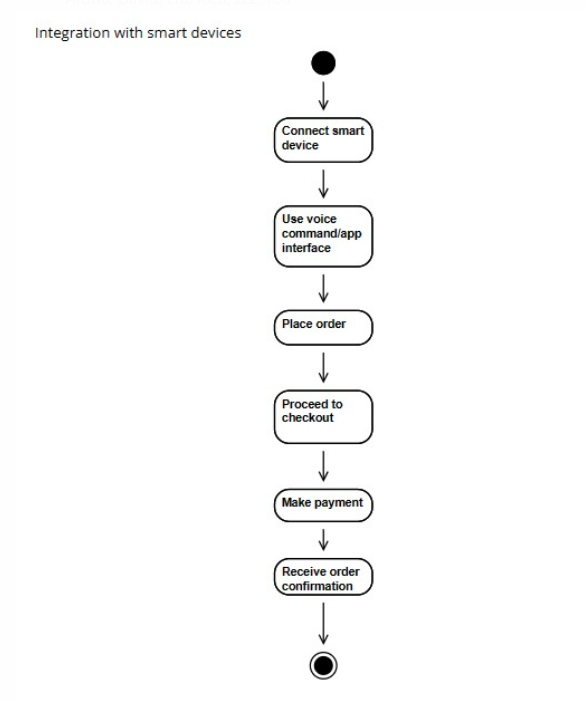 Integration with smart devices
Connect smart
device
Use voice
command/app
interface
Place order
Proceed to
checkout
Make payment
Receive order
confirmation